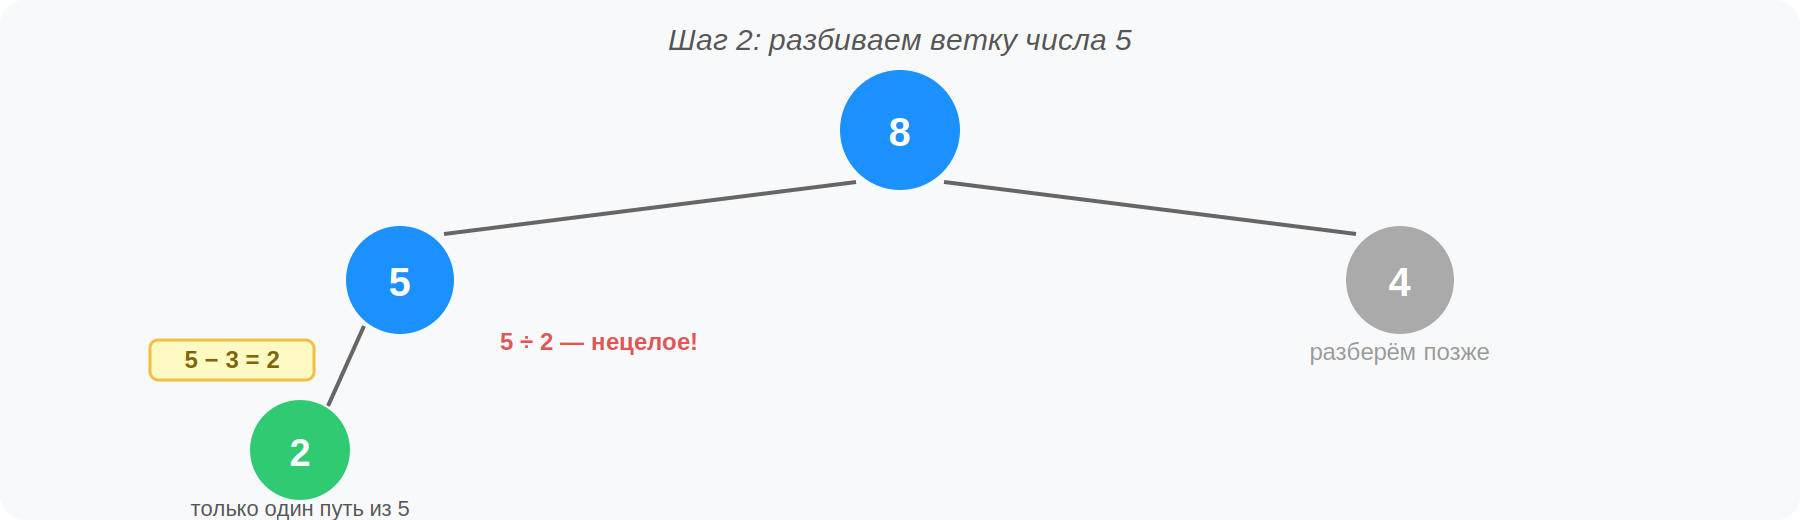 Шаг 2: разбиваем ветку числа 5
8
5
4
5 ÷ 2 — нецелое!
разберём позже
5 − 3 = 2
2
только один путь из 5